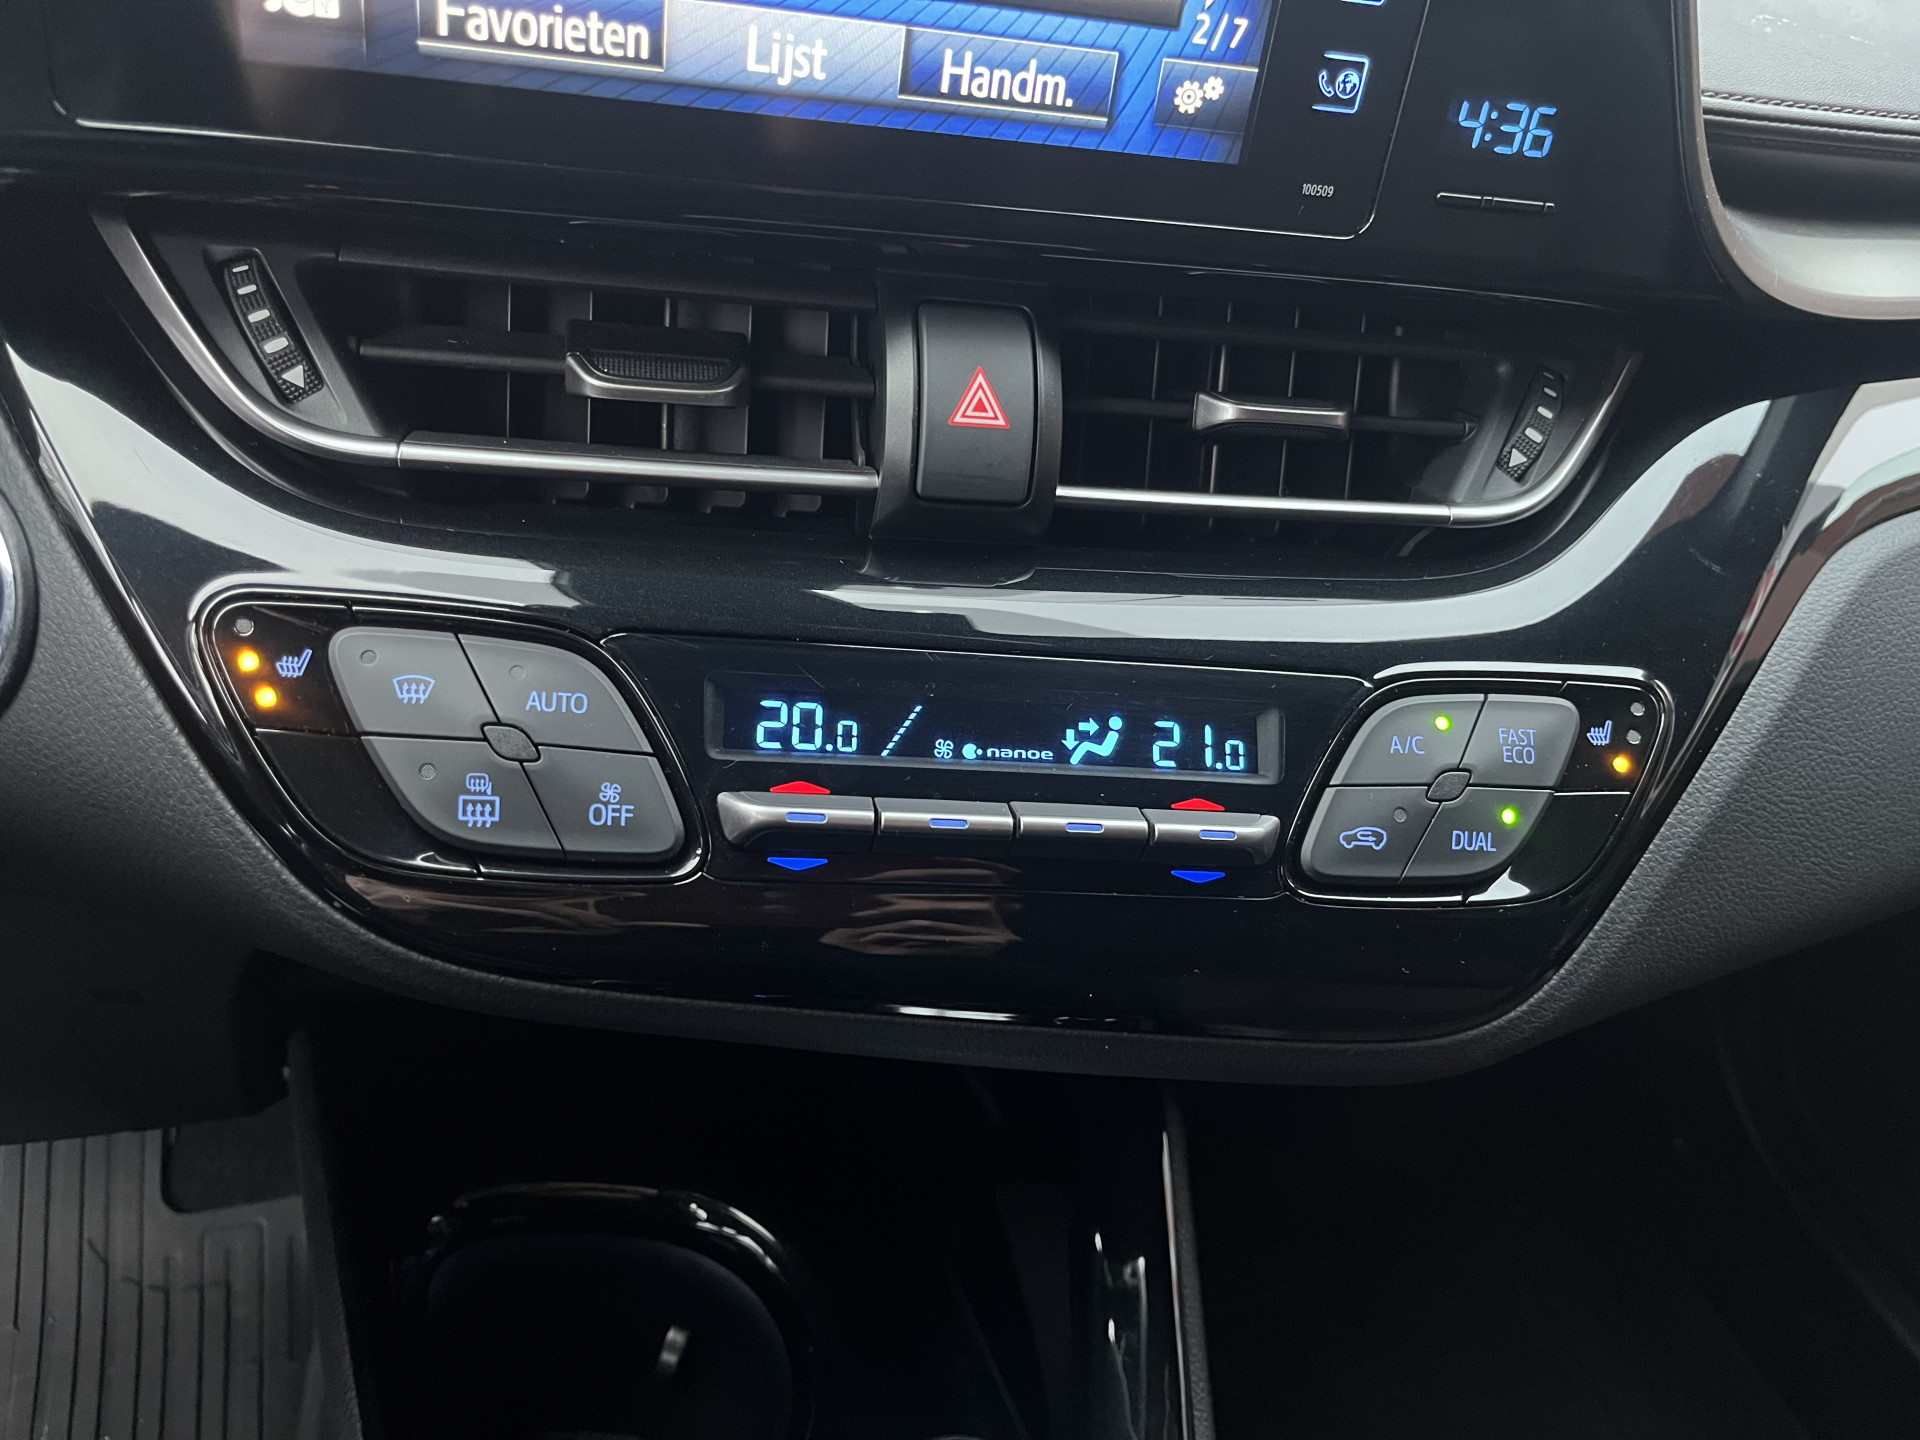 2/7
Favorieten
Lijst
Handm.
4:36
100509
AUTO
OFF
20.0
nanoe
21.0
A/C
FAST
ECO
DUAL